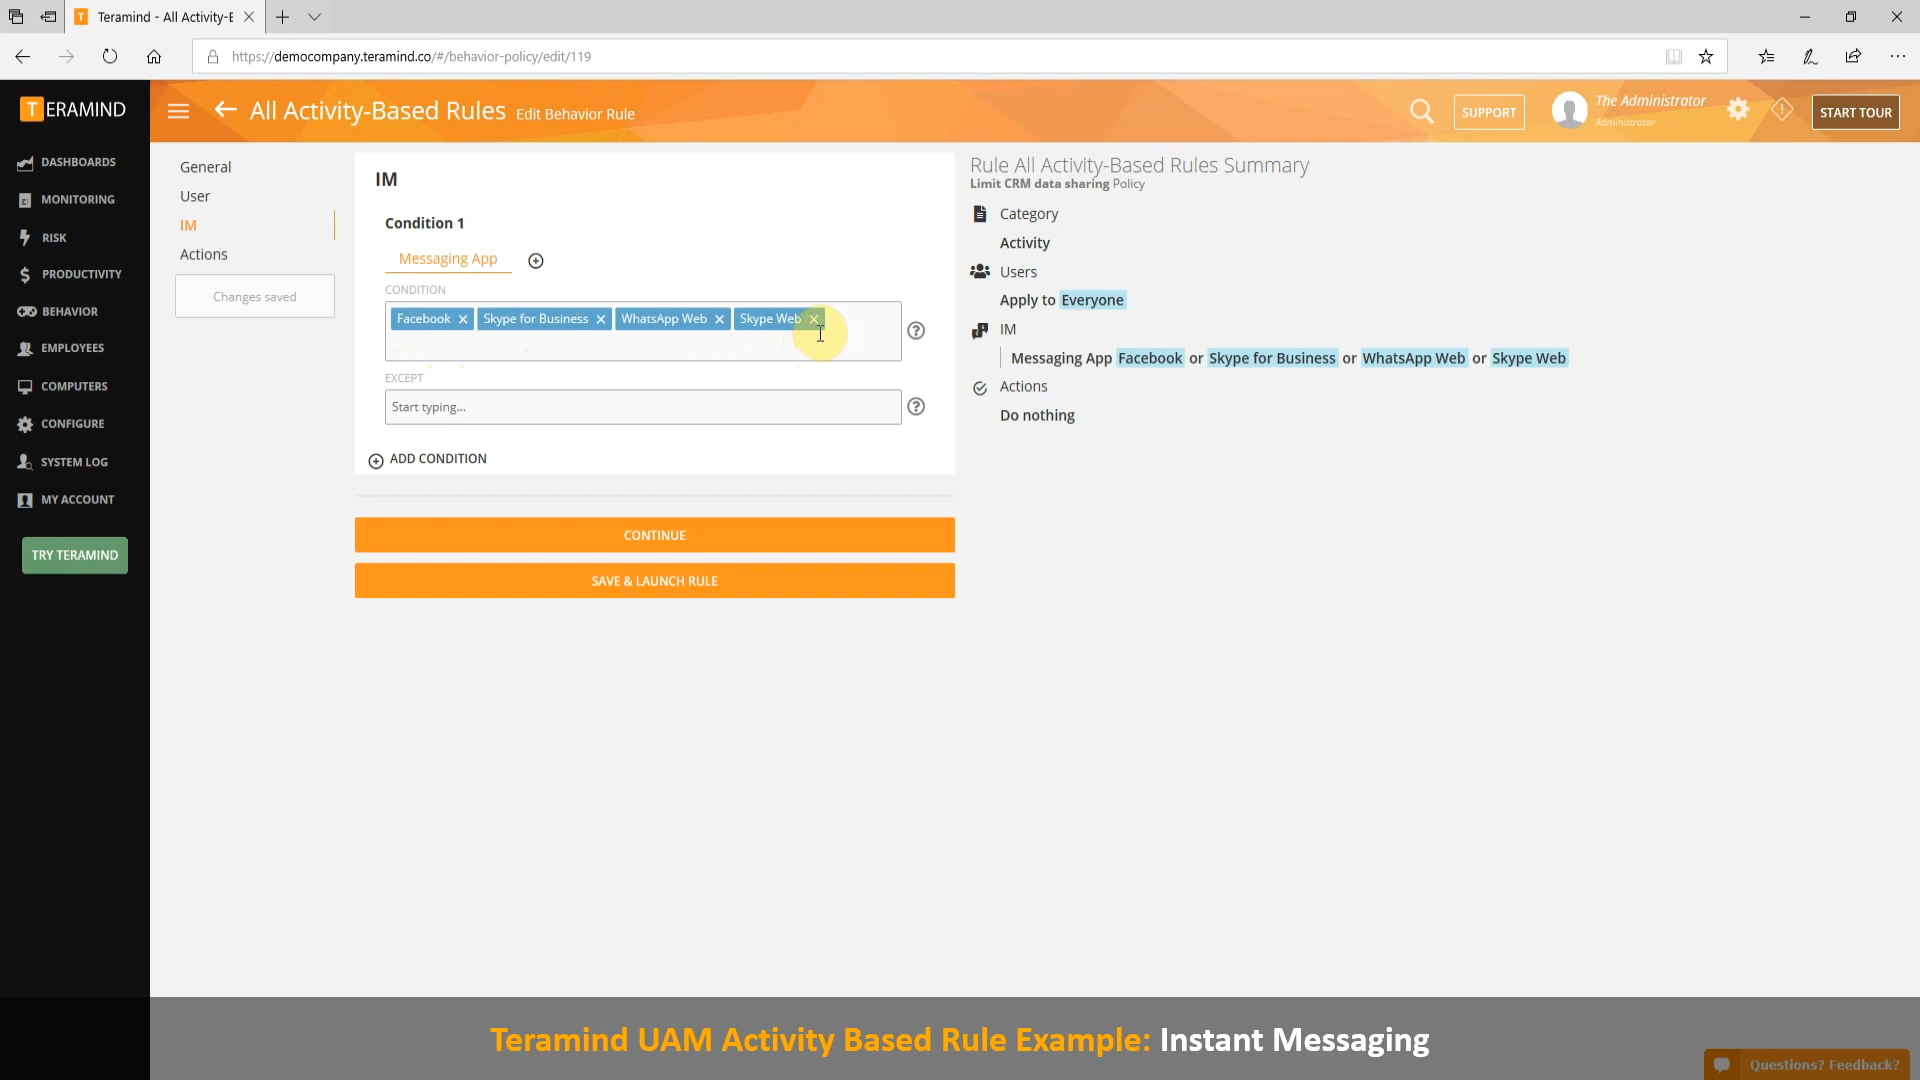 Teramind - All Activity-E
https://democompany.teramind.co/#/behavior-policy/edit/119
TERAMIND
All Activity-Based Rules Edit Behavior Rule
SUPPORT
The Administrator
Administrator
START TOUR
DASHBOARDS
MONITORING
RISK
PRODUCTIVITY
BEHAVIOR
EMPLOYEES
COMPUTERS
CONFIGURE
SYSTEM LOG
MY ACCOUNT
TRY TERAMIND
General
User
IM
Actions
Changes saved
IM
Condition 1
Messaging App
CONDITION
Facebook Skype for Business WhatsApp Web Skype Web
EXCEPT
Start typing...
ADD CONDITION
CONTINUE
SAVE & LAUNCH RULE
Rule All Activity-Based Rules Summary
Limit CRM data sharing Policy
Category
Activity
Users
Apply to Everyone
IM
Messaging App Facebook or Skype for Business or WhatsApp Web or Skype Web
Actions
Do nothing
Teramind UAM Activity Based Rule Example: Instant Messaging
Questions? Feedback?